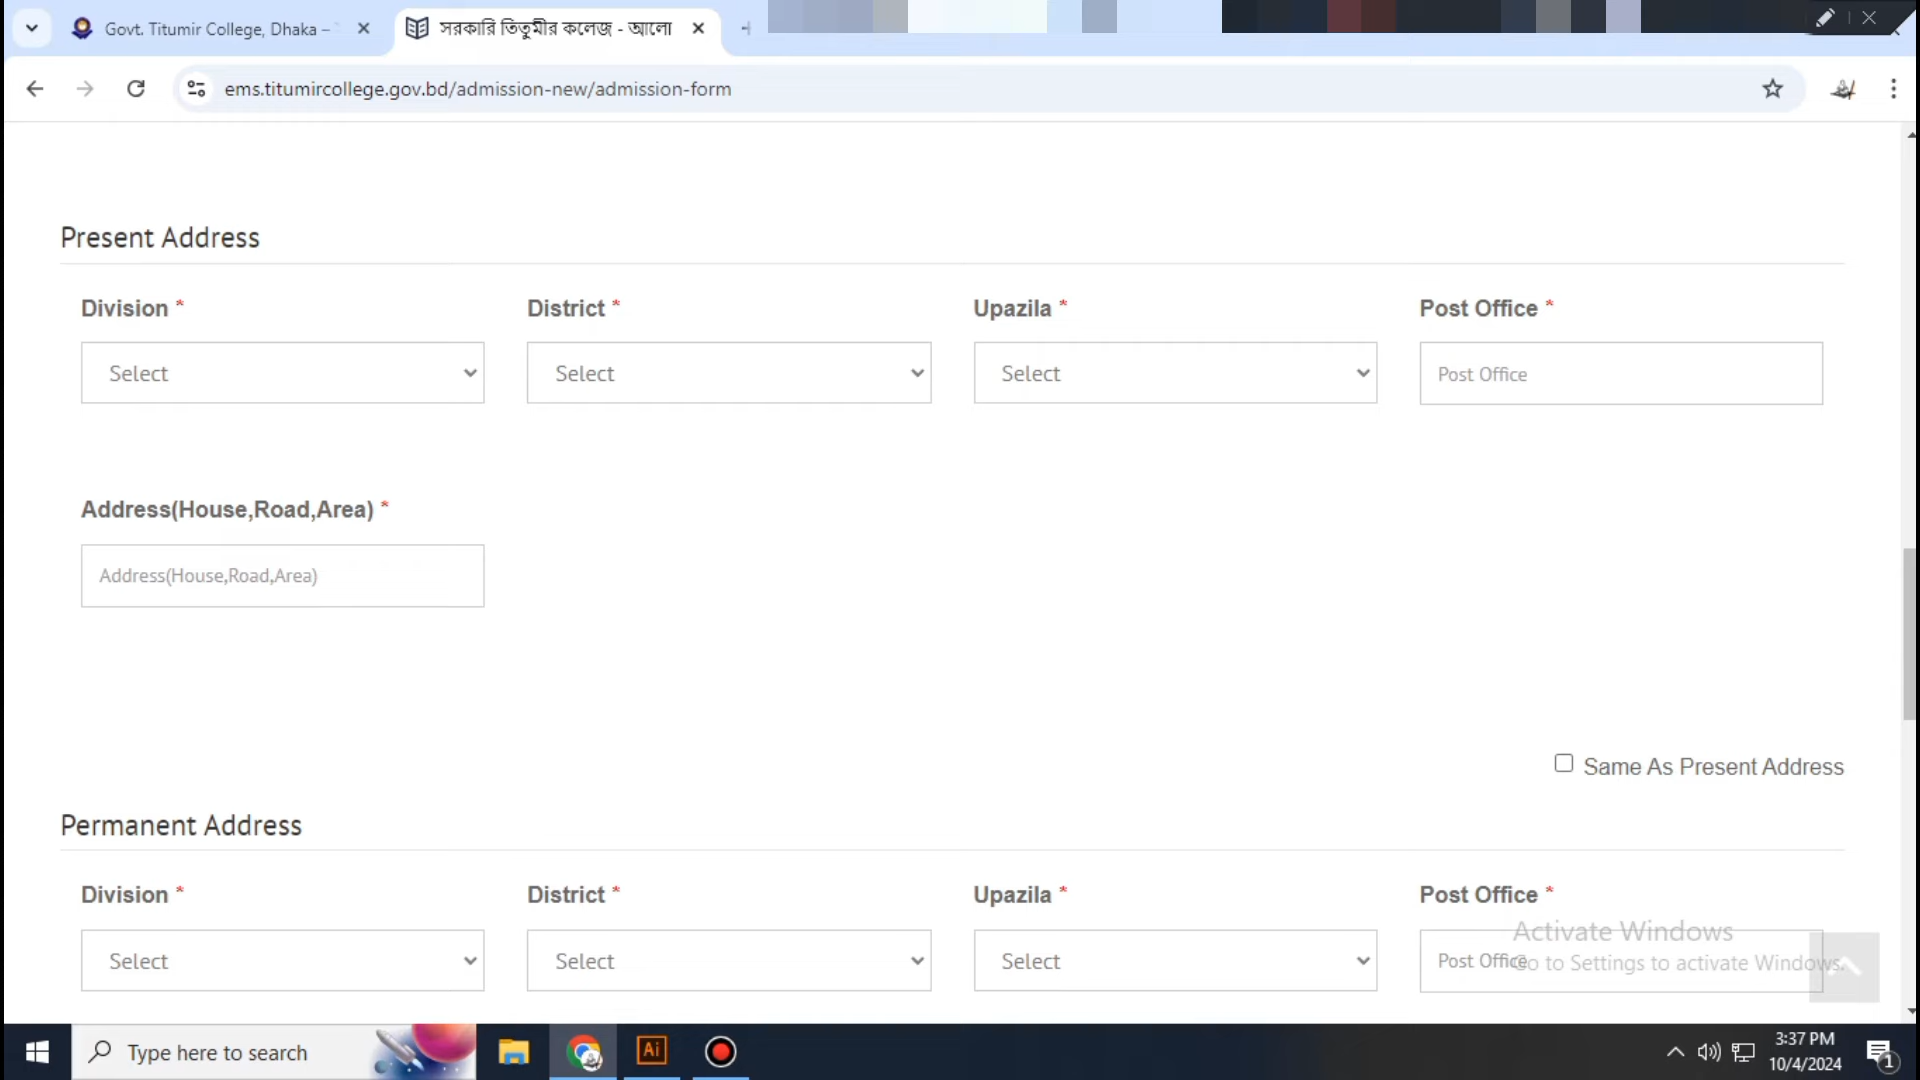 Govt. Titumir College, Dhaka –
সরকারি তিতুমীর কলেজ - আলো
ems.titumircollege.gov.bd/admission-new/admission-form
Present Address
Division * District * Upazila * Post Office *
Select Select Select Post Office
Address(House,Road,Area) *
Address(House,Road,Area)
Same As Present Address
Permanent Address
Division * District * Upazila * Post Office *
Activate Windows
Select Select Select Post Office
Go to Settings to activate Windows.
Type here to search
Ai
3:37 PM
10/4/2024
1